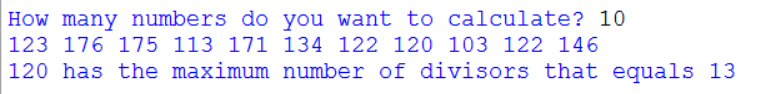 How many numbers do you want to calculate? 10
123 176 175 113 171 134 122 120 103 122 146
120 has the maximum number of divisors that equals 13